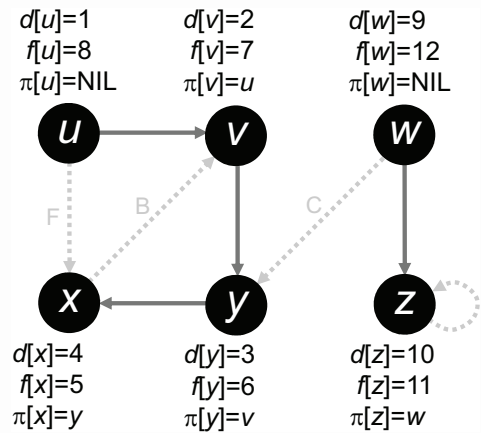 d[u]=1 d[v]=2 d[w]=9
f[u]=8 f[v]=7 f[w]=12
π[u]=NIL π[v]=u π[w]=NIL
u v w
F B C
x y z
d[x]=4 d[y]=3 d[z]=10
f[x]=5 f[y]=6 f[z]=11
π[x]=y π[y]=v π[z]=w